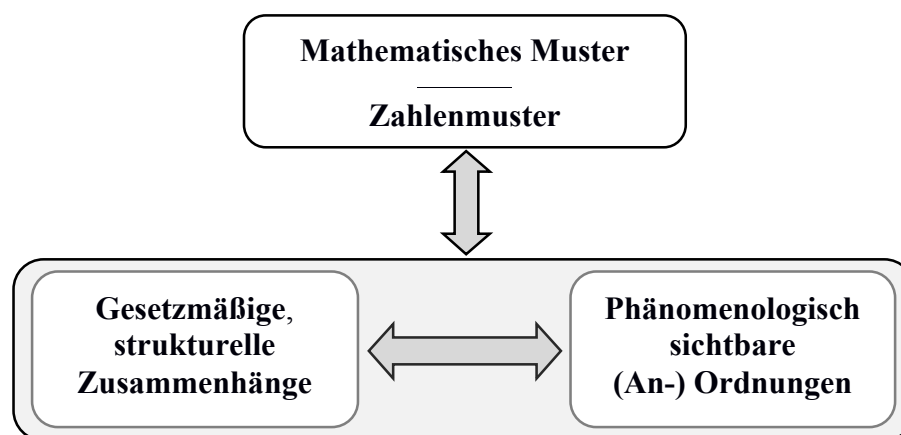 Mathematisches Muster
Zahlenmuster
Gesetzmäßige,
strukturelle
Zusammenhänge
Phänomenologisch
sichtbare
(An-) Ordnungen